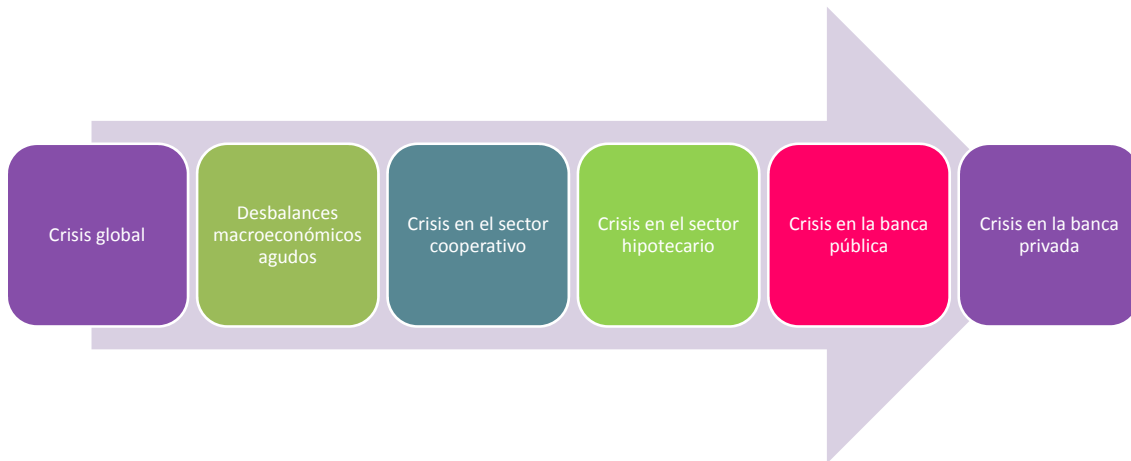 Crisis global
Desbalances
macroeconómicos
agudos
Crisis en el sector
cooperativo
Crisis en el sector
hipotecario
Crisis en la banca
pública
Crisis en la banca
privada